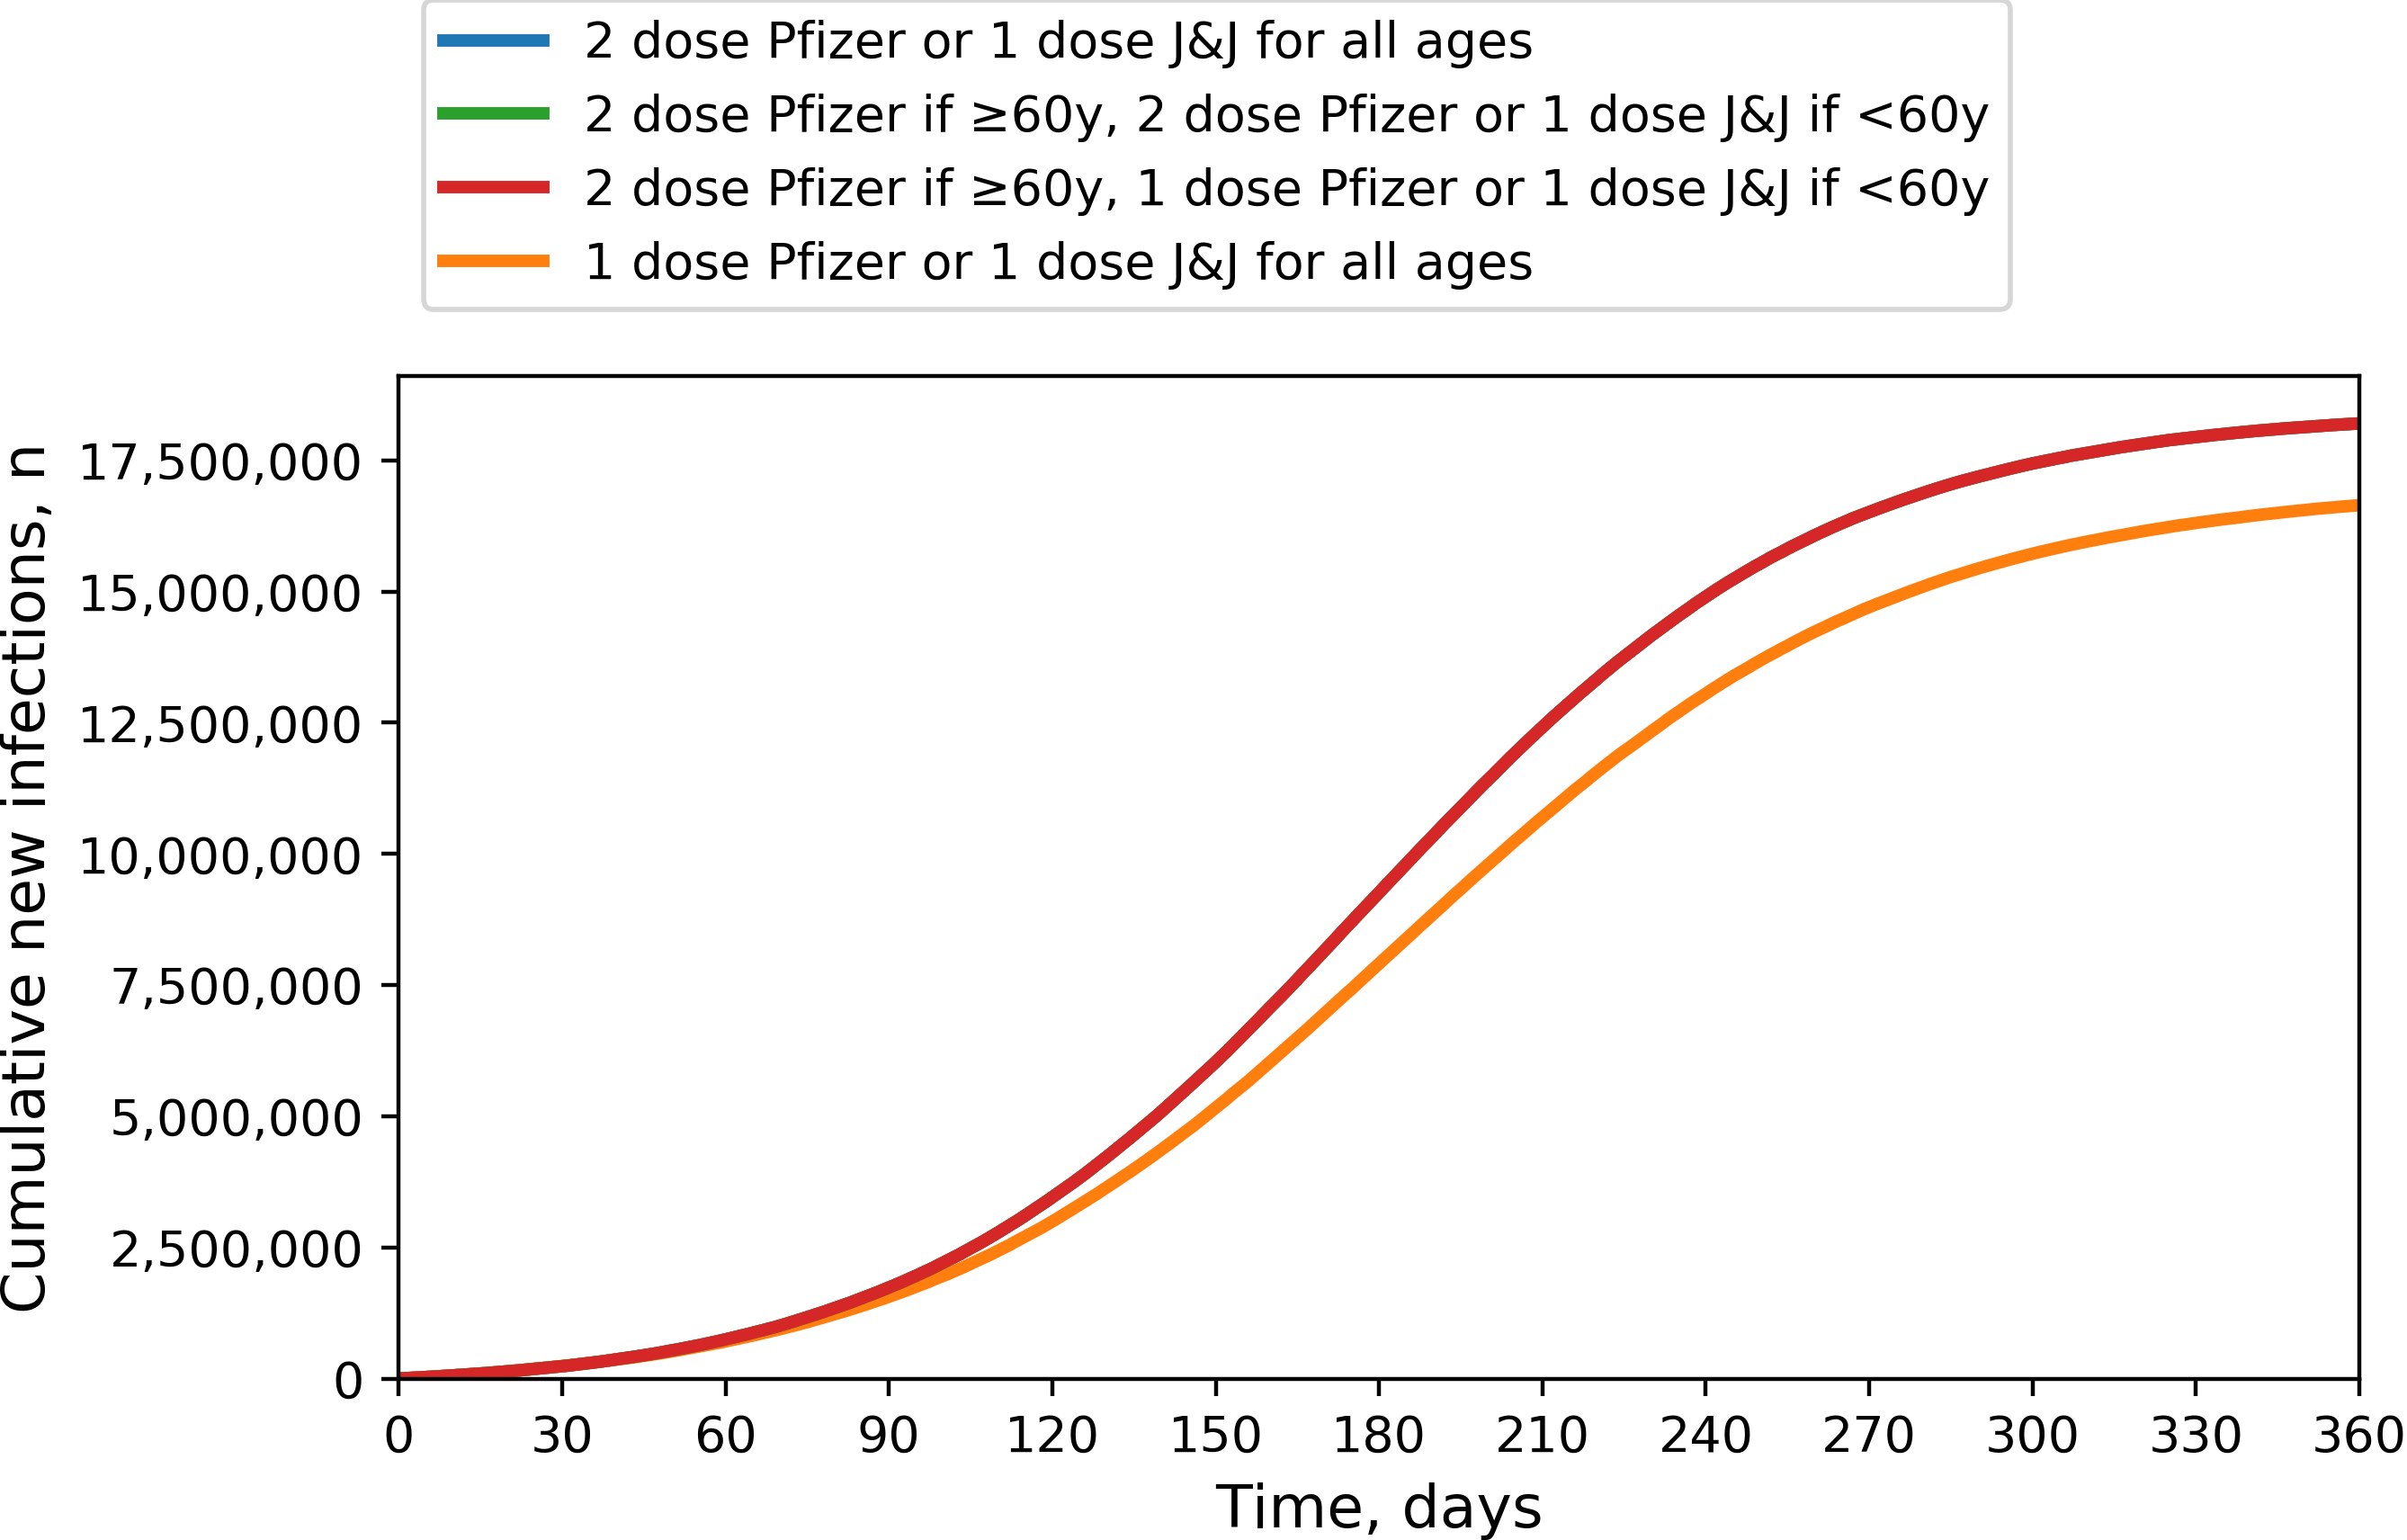 2 dose Pfizer or 1 dose J&J for all ages
2 dose Pfizer if ≥60y, 2 dose Pfizer or 1 dose J&J if <60y
2 dose Pfizer if ≥60y, 1 dose Pfizer or 1 dose J&J if <60y
1 dose Pfizer or 1 dose J&J for all ages
Cumulative new infections, n
17,500,000
15,000,000
12,500,000
10,000,000
7,500,000
5,000,000
2,500,000
0
0 30 60 90 120 150 180 210 240 270 300 330 360
Time, days